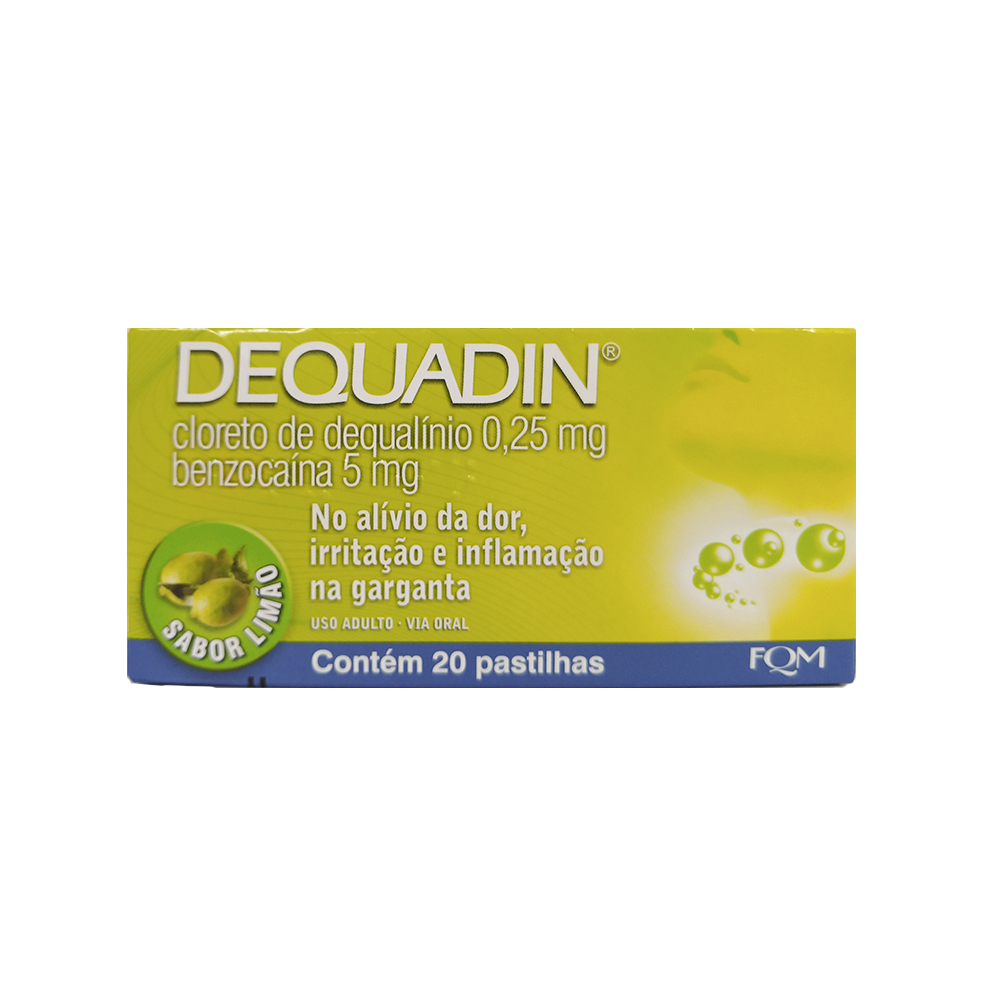 DEQUADIN®
cloreto de dequalínio 0,25 mg
benzocaína 5 mg
No alívio da dor,
irritação e inflamação
na garganta
USO ADULTO · VIA ORAL
SABOR LIMÃO
Contém 20 pastilhas
FQM